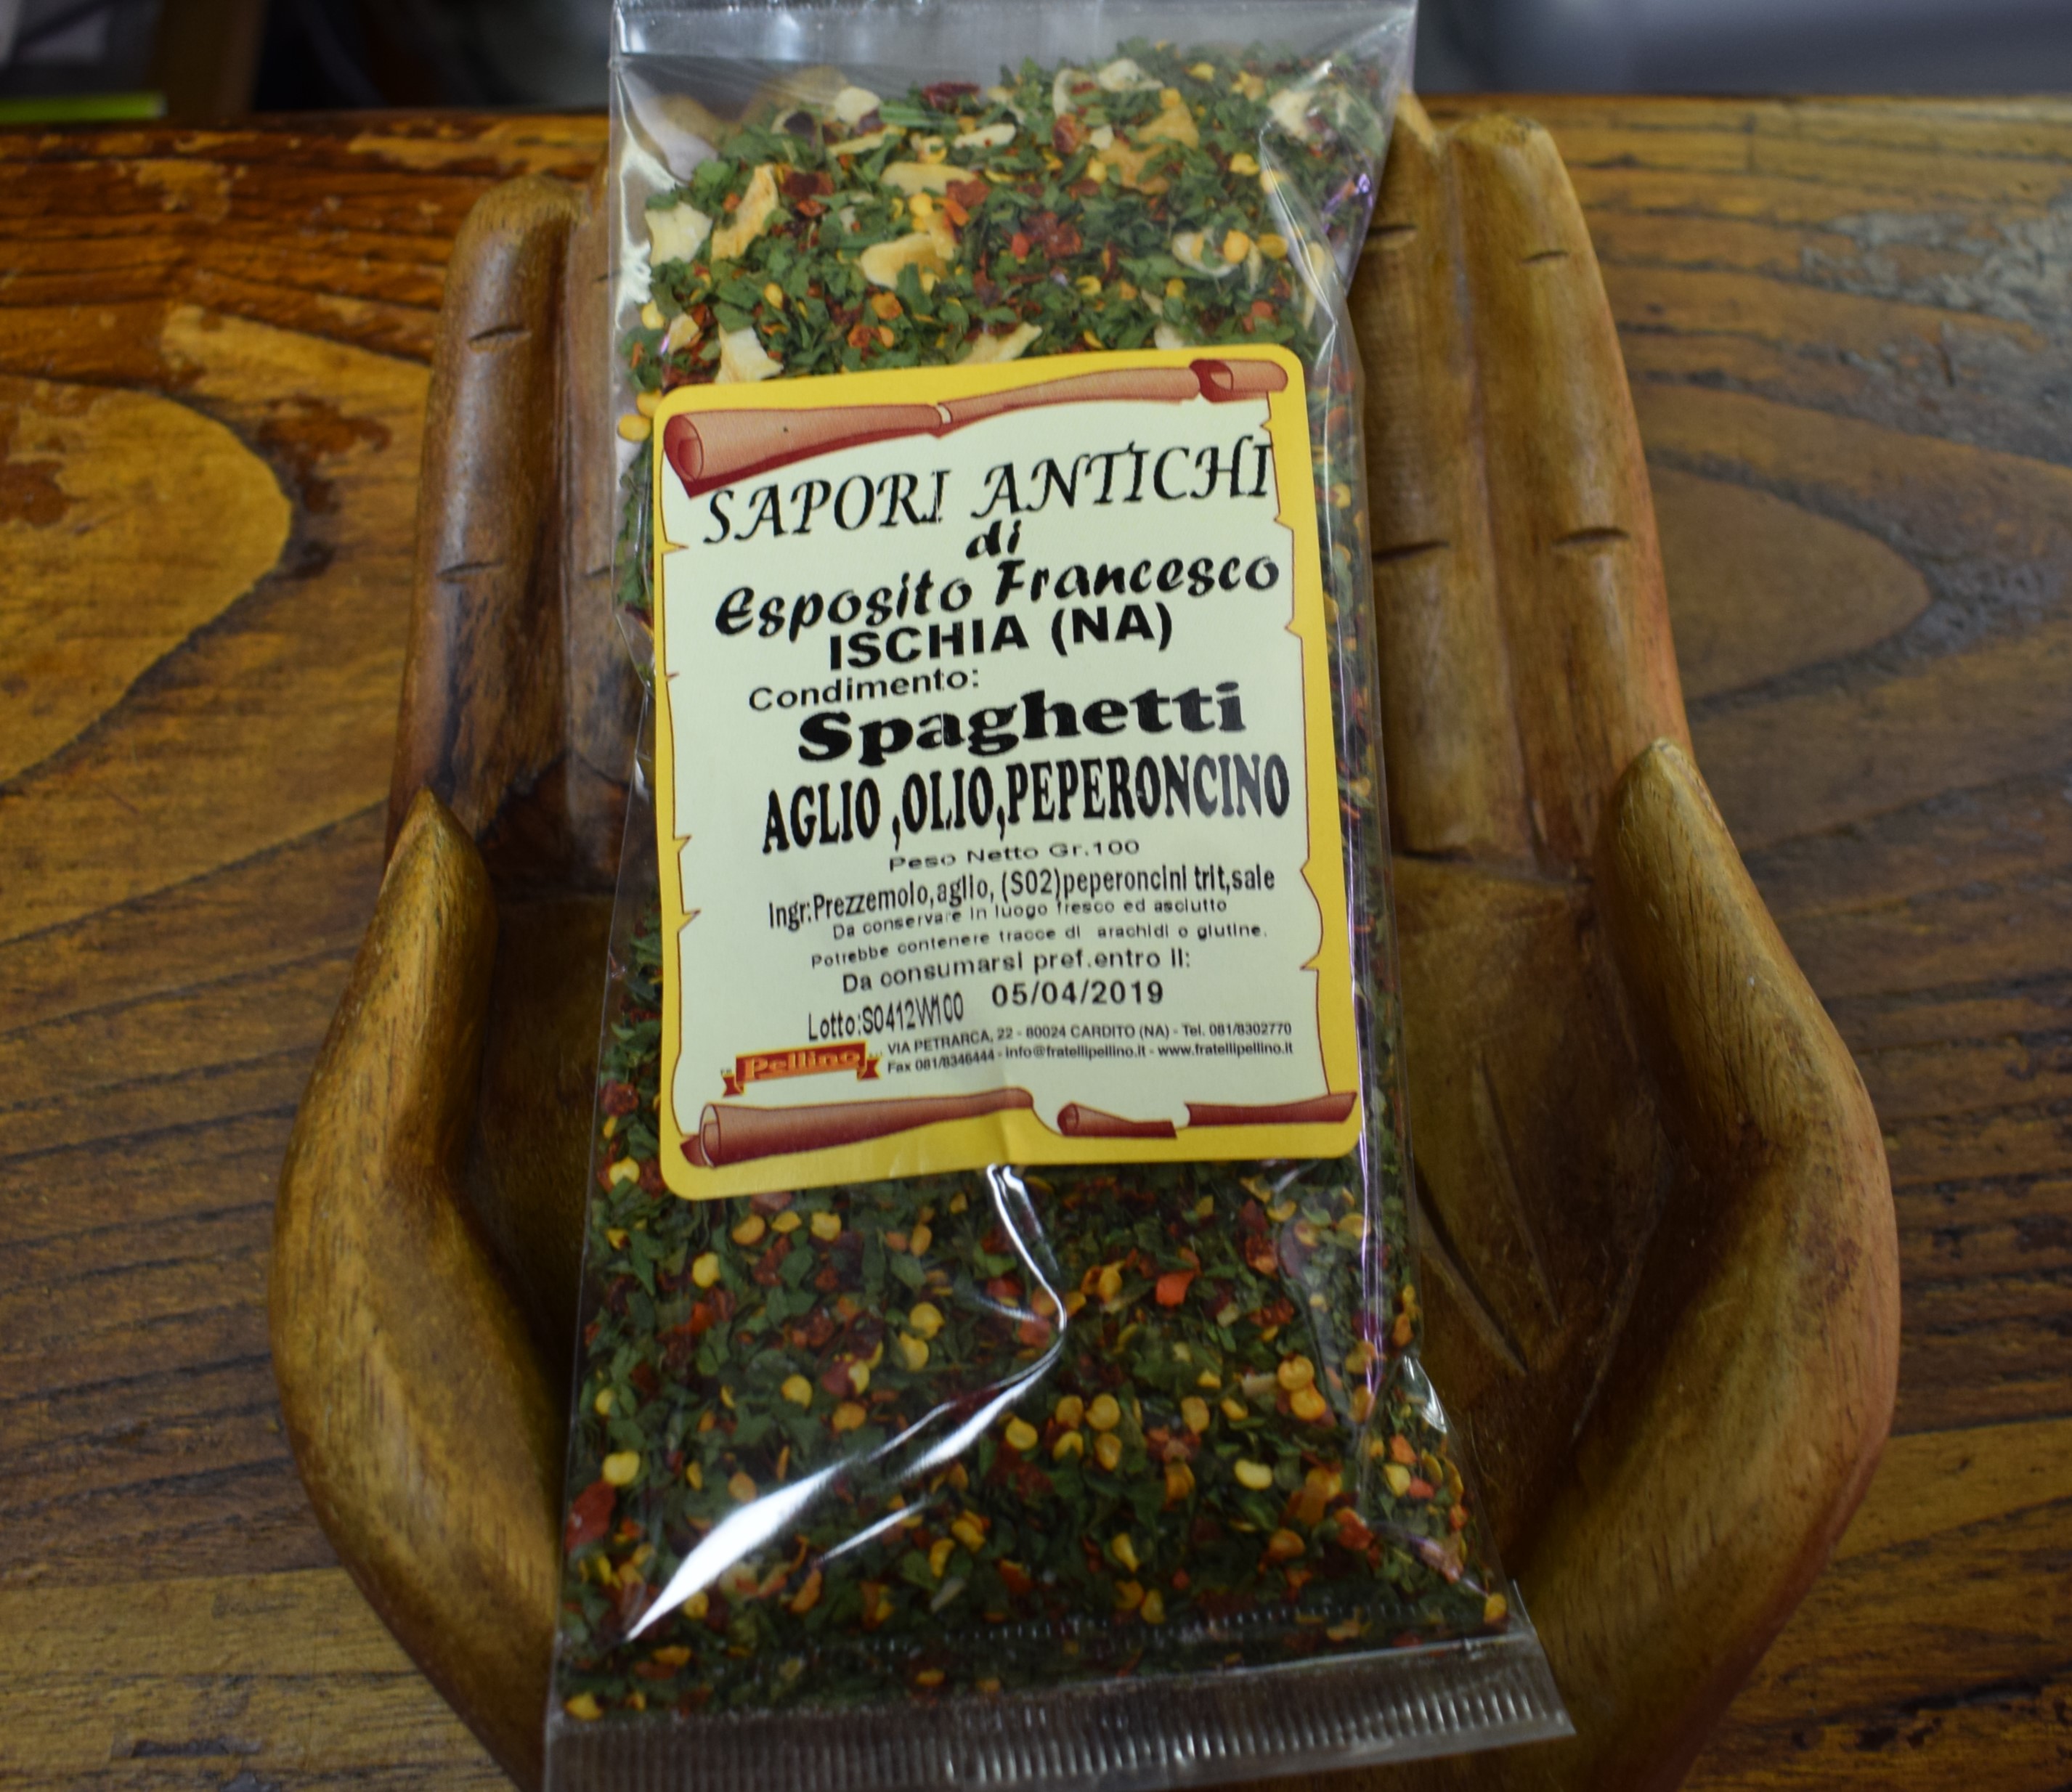 SAPORI ANTICHI
di
Esposito Francesco
ISCHIA (NA)
Condimento:
Spaghetti
AGLIO ,OLIO,PEPERONCINO
Peso Netto Gr.100
Ingr:Prezzemolo,aglio, (S02)peperoncini trit,sale
Da conservare in luogo fresco ed asciutto
Potrebbe contenere tracce di arachidi o glutine.
Da consumarsi pref.entro il:
Lotto:S0412W100 05/04/2019
Pellino VIA PETRARCA, 22 - 80024 CARDITO (NA) - Tel. 081/8302770
Fax 081/8346444 - info@fratellipellino.it - www.fratellipellino.it